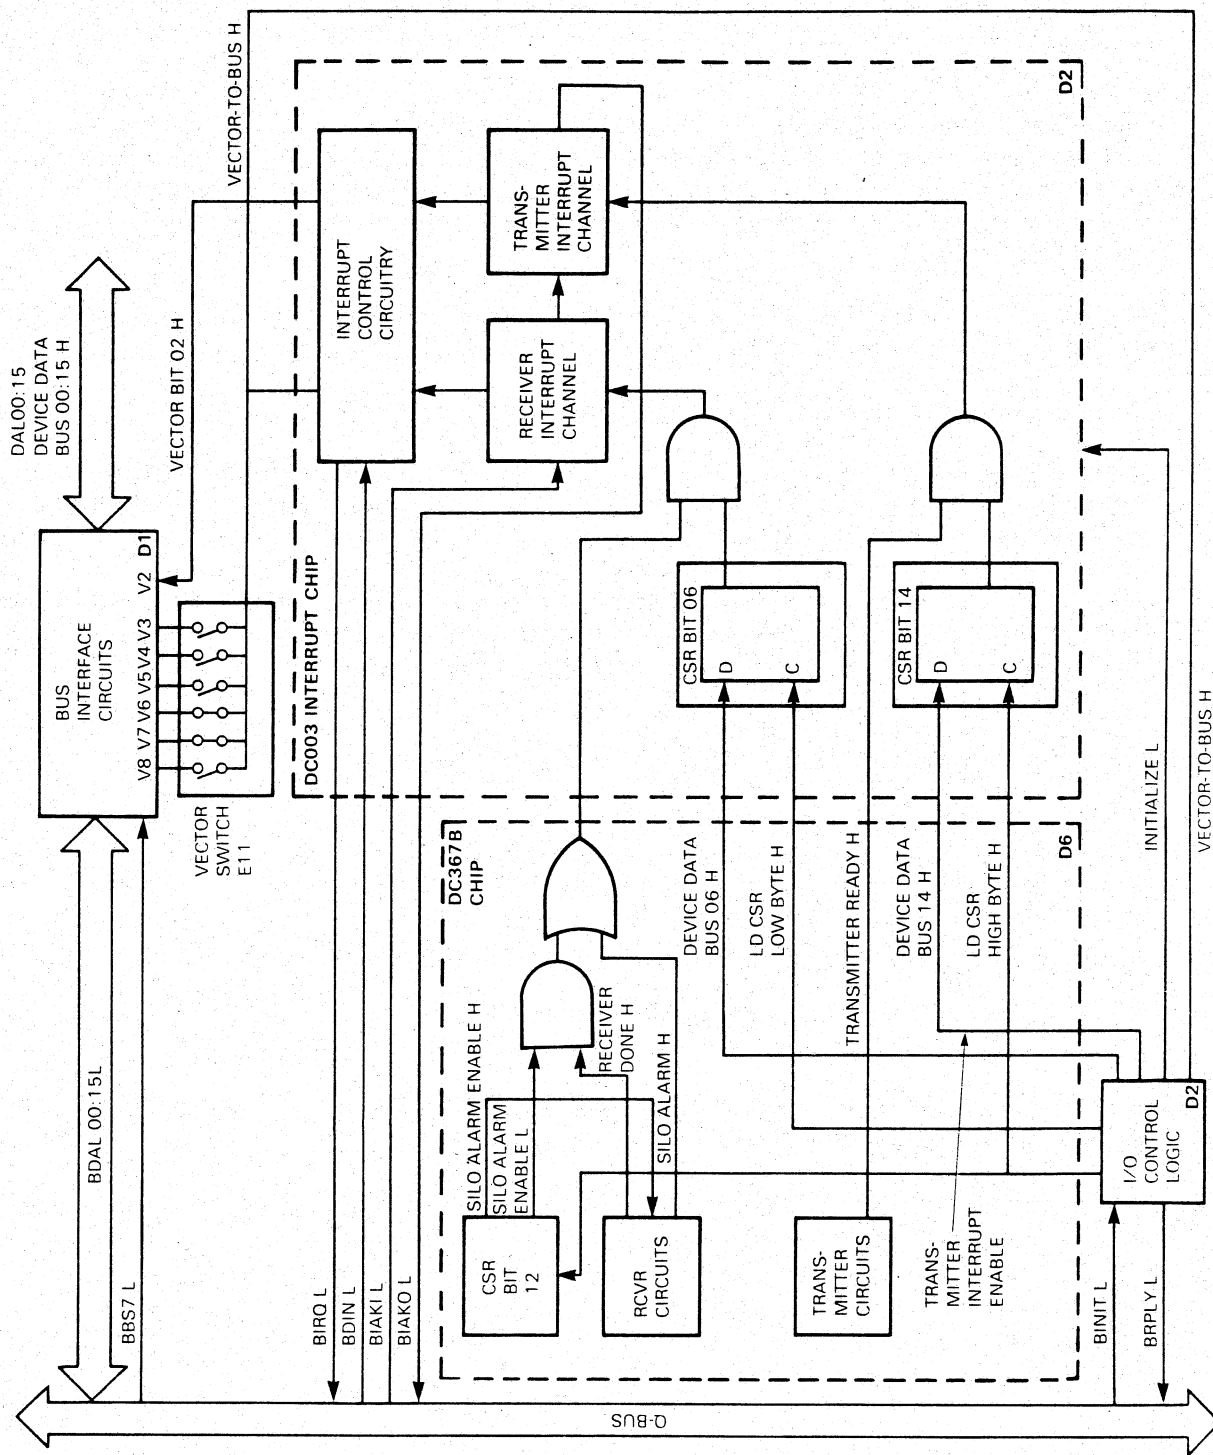 DAL00:15
DEVICE DATA
BUS 00:15 H
BUS
INTERFACE
CIRCUITS
D1
V8 V7 V6 V5 V4 V3 V2
VECTOR
SWITCH
E11
BDAL 00:15L
BBS7 L
VECTOR BIT 02 H
VECTOR-TO-BUS H
DC003 INTERRUPT CHIP
D2
INTERRUPT
CONTROL
CIRCUITRY
BIRQ L
BDIN L
BIAKI L
BIAKO L
RECEIVER
INTERRUPT
CHANNEL
TRANS-
MITTER
INTERRUPT
CHANNEL
DC367B
CHIP
D6
SILO ALARM ENABLE H
SILO ALARM
ENABLE L
CSR
BIT
12
RECEIVER
DONE H
SILO ALARM H
RCVR
CIRCUITS
DEVICE DATA
BUS 06 H
LD CSR
LOW BYTE H
CSR BIT 06
D
C
TRANSMITTER READY H
TRANS-
MITTER
CIRCUITS
DEVICE DATA
BUS 14 H
LD CSR
HIGH BYTE H
CSR BIT 14
D
C
TRANS-
MITTER
INTERRUPT
ENABLE
BINIT L
BRPLY L
I/O
CONTROL
LOGIC
D2
INITIALIZE L
VECTOR-TO-BUS H
Q-BUS